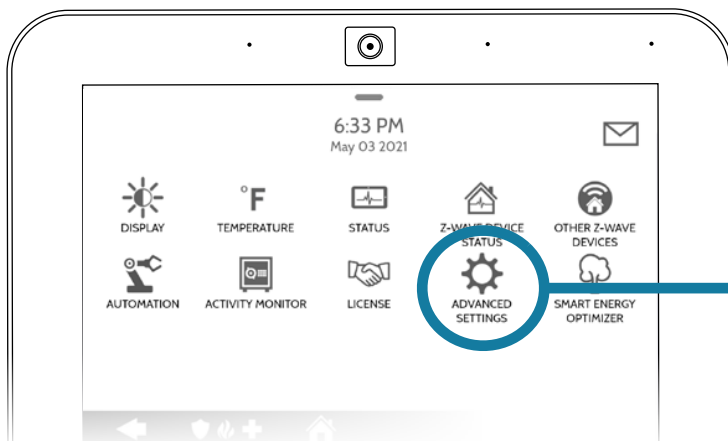 6:33 PM
May 03 2021
°F
DISPLAY
TEMPERATURE
STATUS
Z-WAVE DEVICE
STATUS
OTHER Z-WAVE
DEVICES
AUTOMATION
ACTIVITY MONITOR
LICENSE
ADVANCED
SETTINGS
SMART ENERGY
OPTIMIZER